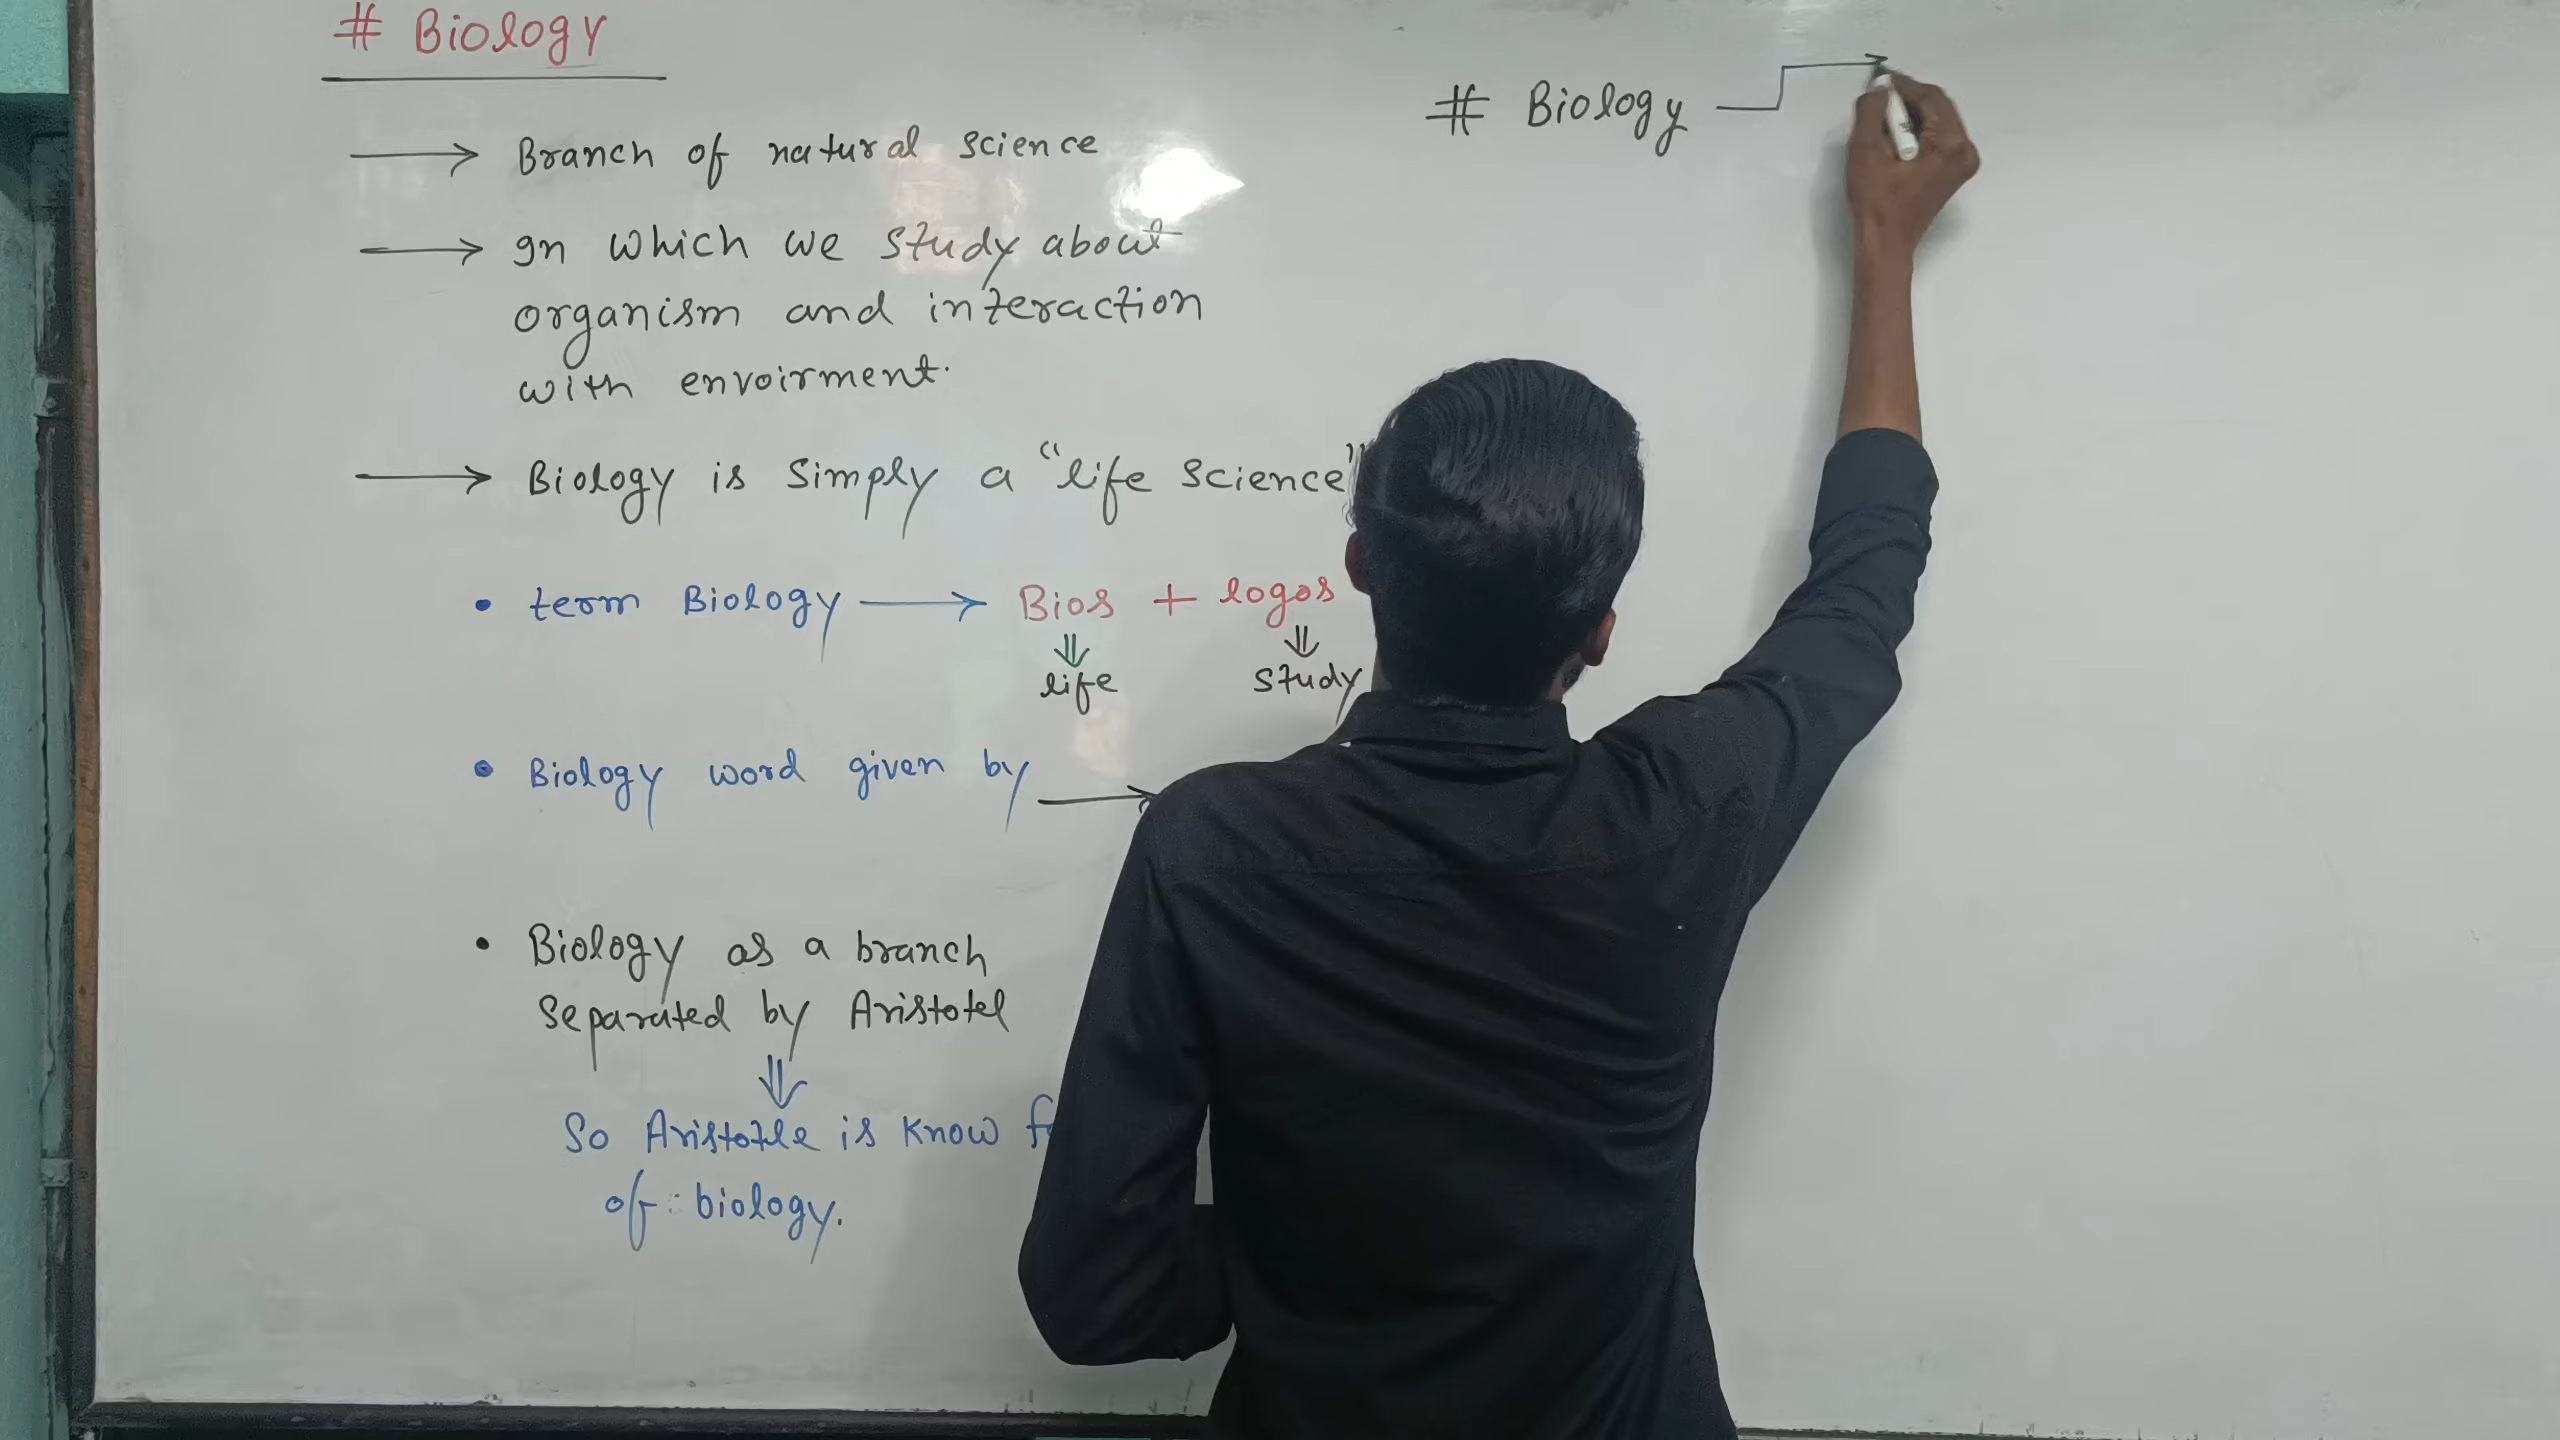 # Biology
→ Branch of natural science
→ In which we study about
organism and interaction
with envoirment.
→ Biology is simply a "life science"
• term Biology → Bios + logos
⇓ ⇓
life study
• Biology word given by →
• Biology as a branch
separated by Aristotel
⇓
So Aristotle is know
of biology.
# Biology →